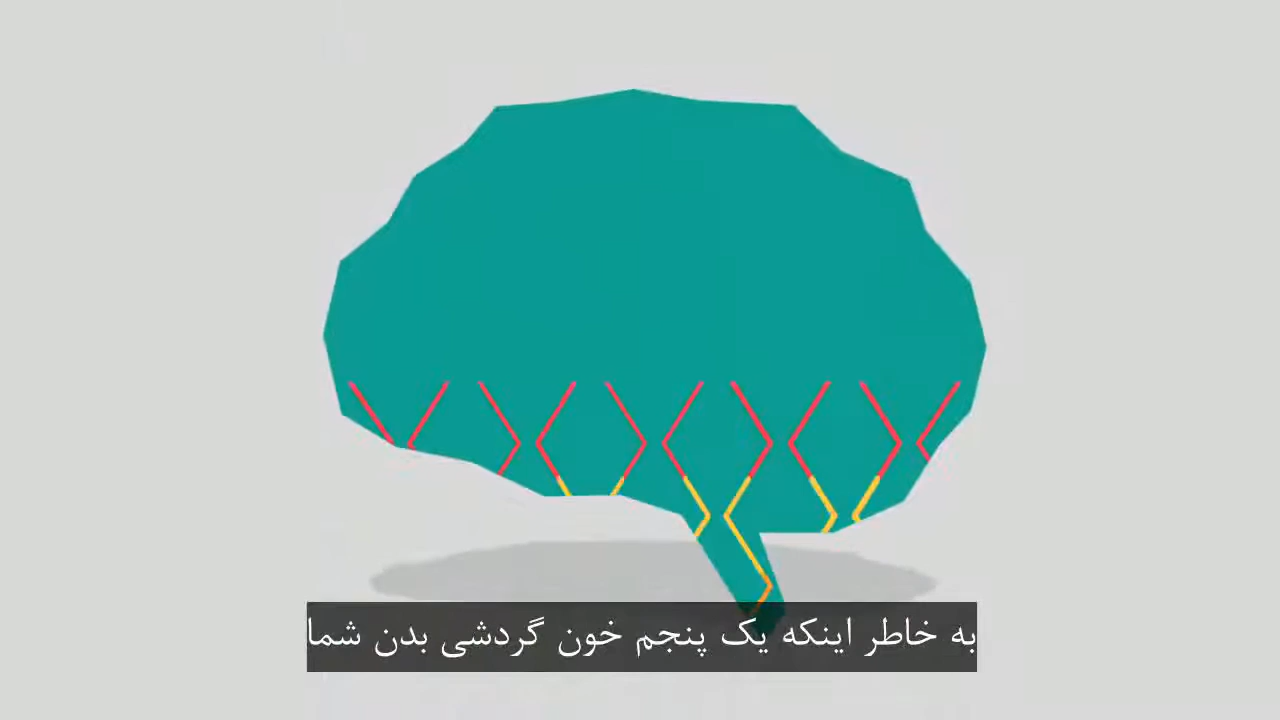 به خاطر اینکه یک پنجم خون گردشی بدن شما